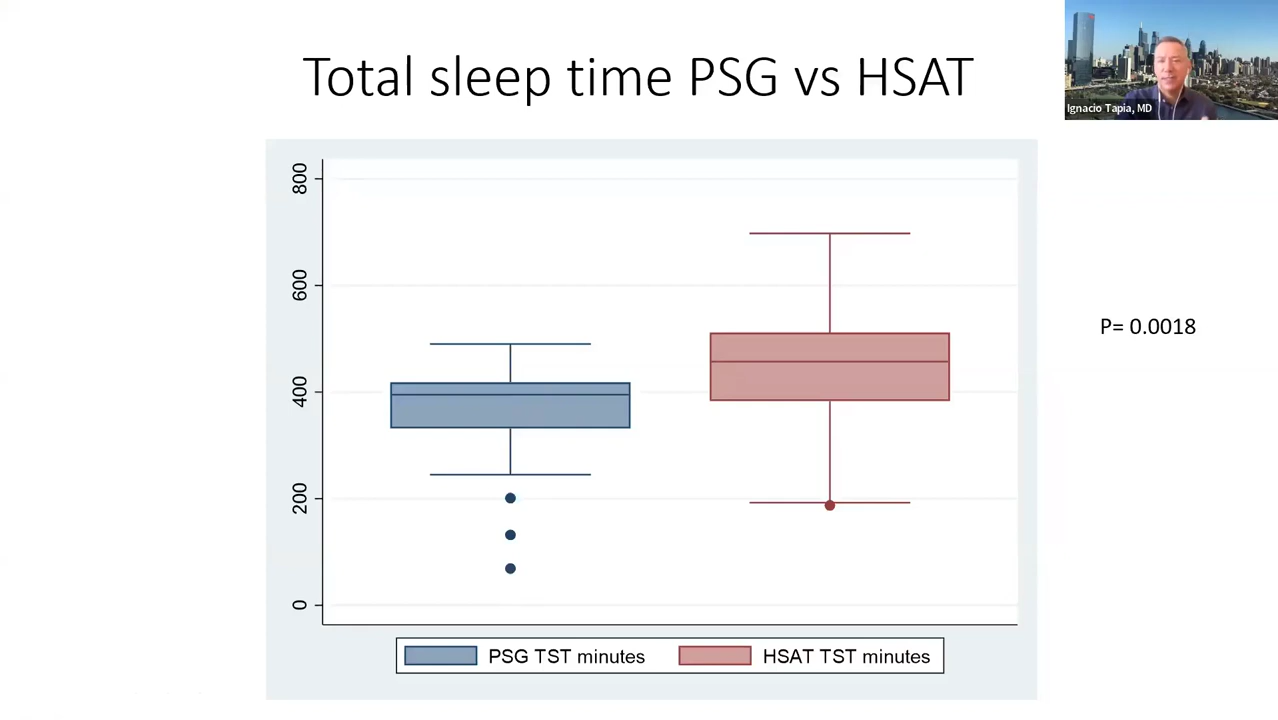 Total sleep time PSG vs HSAT
Ignacio Tapia, MD
800
600
400
200
0
P= 0.0018
PSG TST minutes
HSAT TST minutes